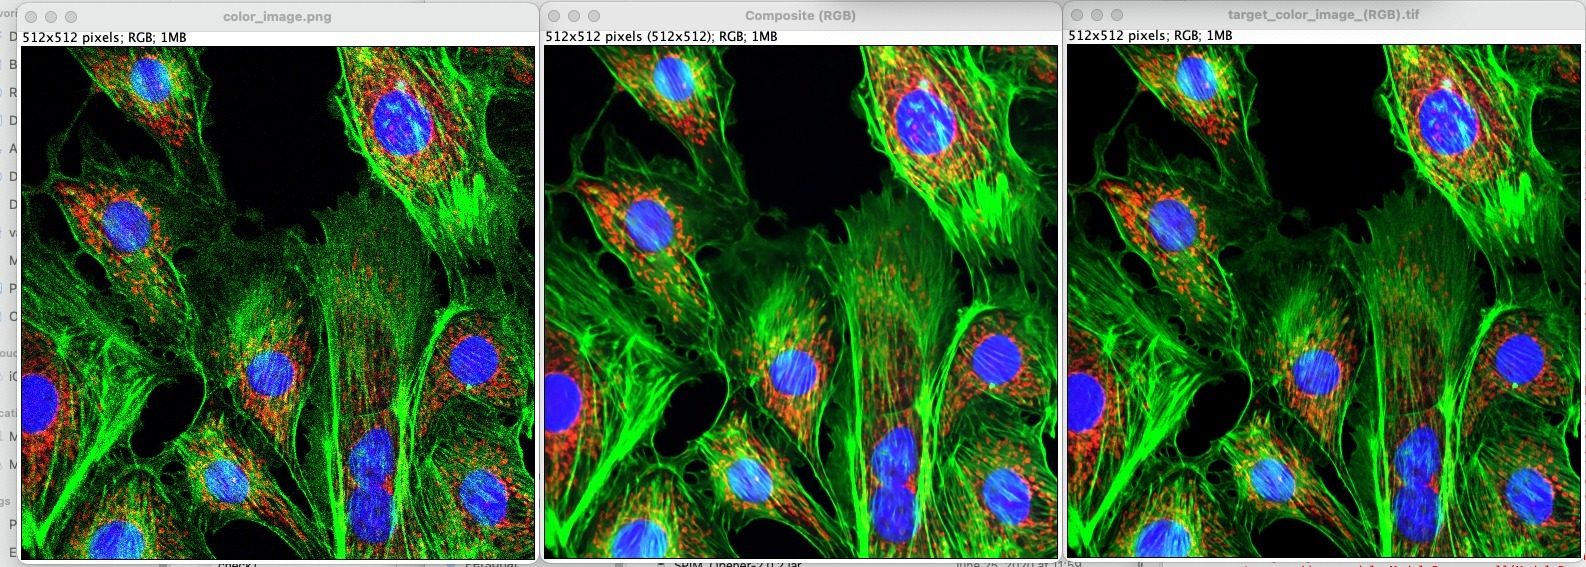 color_image.png
512x512 pixels; RGB; 1MB
Composite (RGB)
512x512 pixels (512x512); RGB; 1MB
target_color_image_(RGB).tif
512x512 pixels; RGB; 1MB